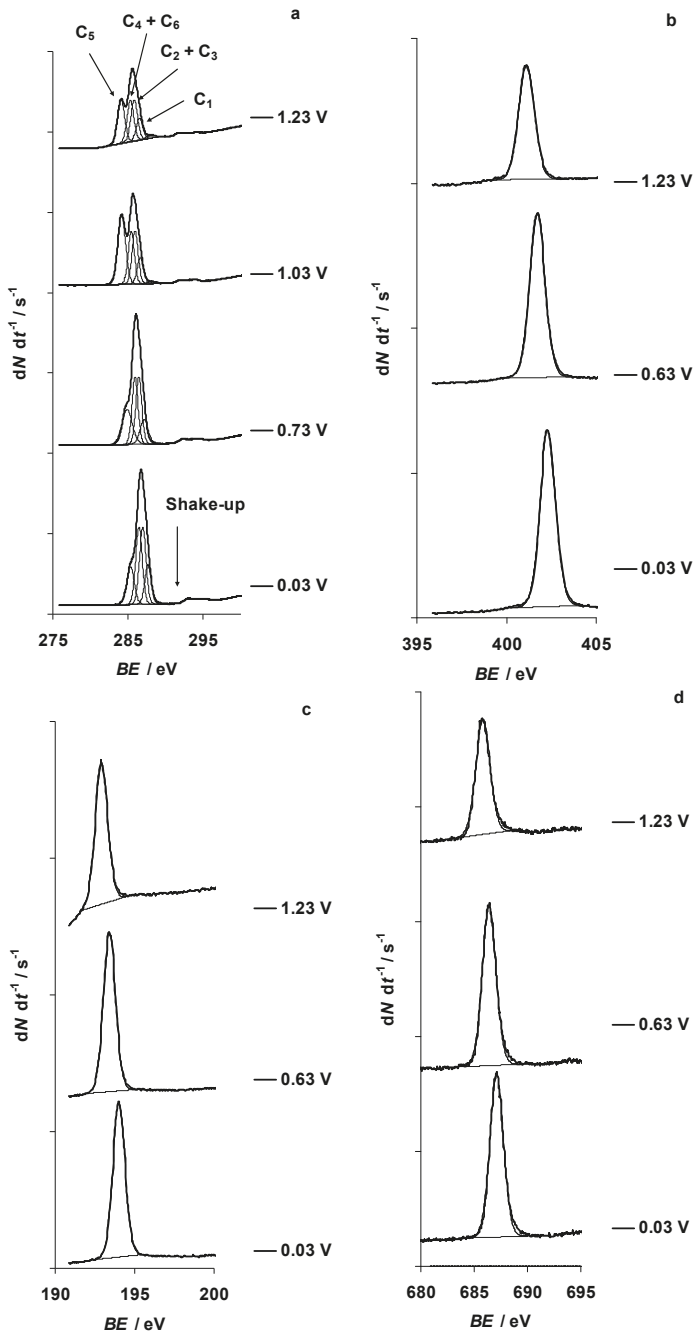 a
C₄ + C₆
C₅
C₂ + C₃
C₁
1.23 V
1.03 V
0.73 V
Shake-up
0.03 V
dN dt⁻¹ / s⁻¹
275 285 295
BE / eV
b
1.23 V
0.63 V
0.03 V
dN dt⁻¹ / s⁻¹
395 400 405
BE / eV
c
1.23 V
0.63 V
0.03 V
dN dt⁻¹ / s⁻¹
190 195 200
BE / eV
d
1.23 V
0.63 V
0.03 V
dN dt⁻¹ / s⁻¹
680 685 690 695
BE / eV